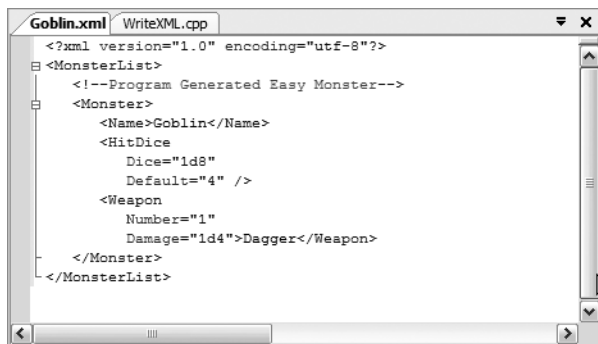 Goblin.xml WriteXML.cpp
<?xml version="1.0" encoding="utf-8"?>
<MonsterList>
<!--Program Generated Easy Monster-->
<Monster>
<Name>Goblin</Name>
<HitDice
Dice="1d8"
Default="4" />
<Weapon
Number="1"
Damage="1d4">Dagger</Weapon>
</Monster>
</MonsterList>